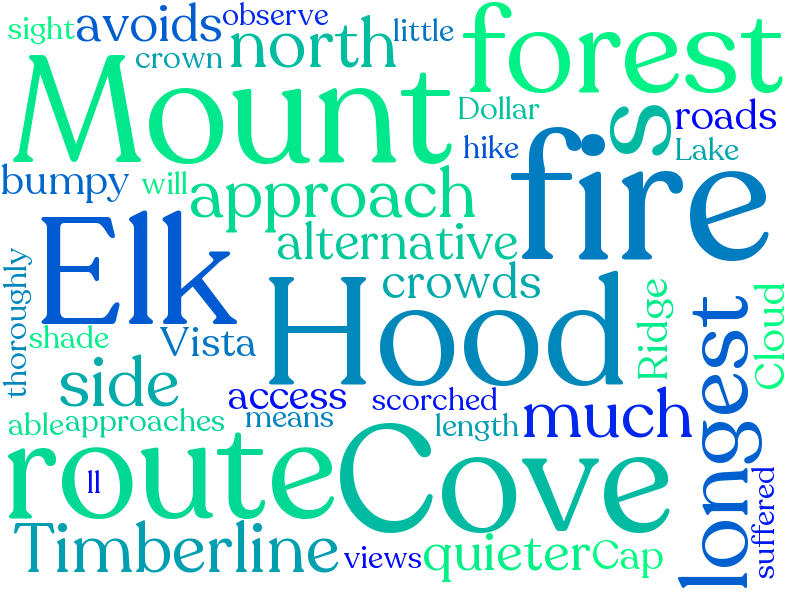 sight
avoids
observe
crown
north
little
forest
Mount
Dollar
s
roads
hike
Lake
fire
bumpy
will
approach
Elk
alternative
crowds
thoroughly
shade
Vista
Hood
Ridge
longest
Cloud
side
access
scorched
able
approaches
means
length
much
route
ll
Cove
suffered
Timberline
views
quieter
Cap